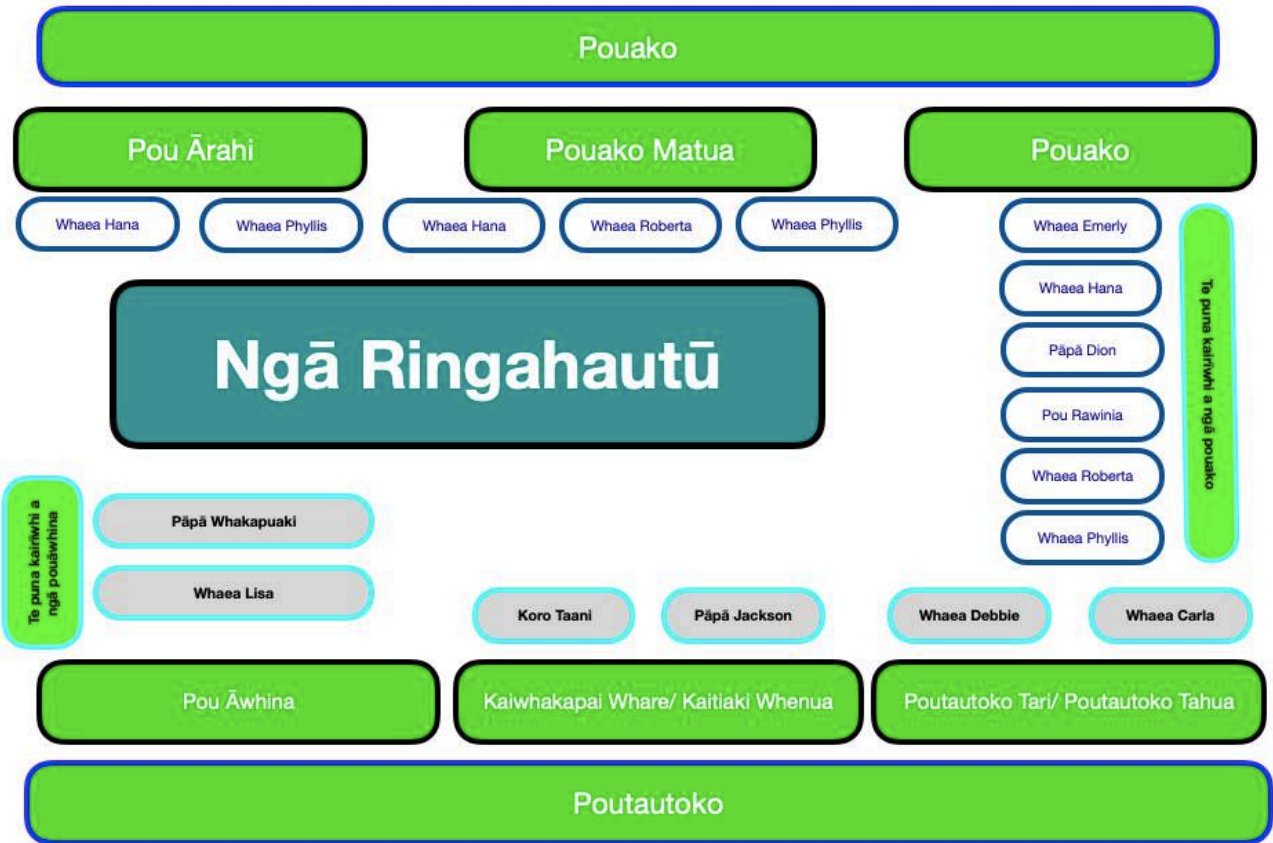 Pouako
Pou Ārahi
Pouako Matua
Pouako
Whaea Hana
Whaea Phyllis
Whaea Hana
Whaea Roberta
Whaea Phyllis
Whaea Emerly
Whaea Hana
Pāpā Dion
Pou Rawinia
Whaea Roberta
Whaea Phyllis
Te puna kairīwhi a ngā pouako
Ngā Ringahautū
Te puna kairīwhi a
ngā pouāwhina
Pāpā Whakapuaki
Whaea Lisa
Koro Taani
Pāpā Jackson
Whaea Debbie
Whaea Carla
Pou Āwhina
Kaiwhakapai Whare/ Kaitiaki Whenua
Poutautoko Tari/ Poutautoko Tahua
Poutautoko